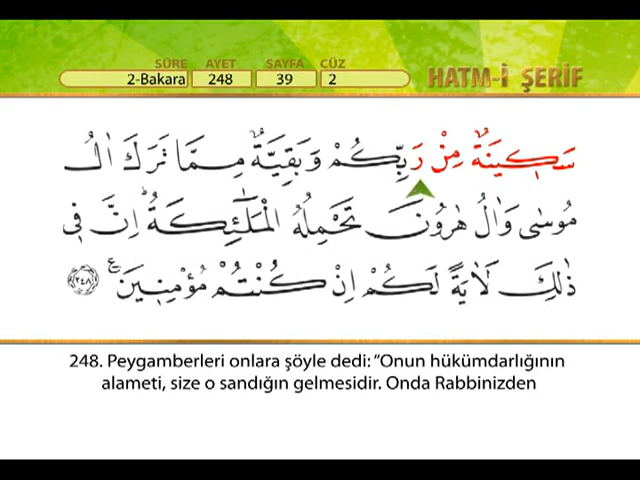 SÛRE AYET SAYFA CÜZ
2-Bakara 248 39 2
HATM-İ ŞERİF
سَك۪ينَةٌ مِنْ رَبِّكُمْ وَبَقِيَّةٌ مِمَّا تَرَكَ اٰلُ
مُوسٰى وَاٰلُ هٰرُونَ تَحْمِلُهُ الْمَلٰٓئِكَةُۜ اِنَّ ف۪ي
ذٰلِكَ لَاٰيَةً لَكُمْ اِنْ كُنْتُمْ مُؤْمِن۪ينَ ع ﴿٢٤٨﴾
248. Peygamberleri onlara şöyle dedi: “Onun hükümdarlığının
alameti, size o sandığın gelmesidir. Onda Rabbinizden